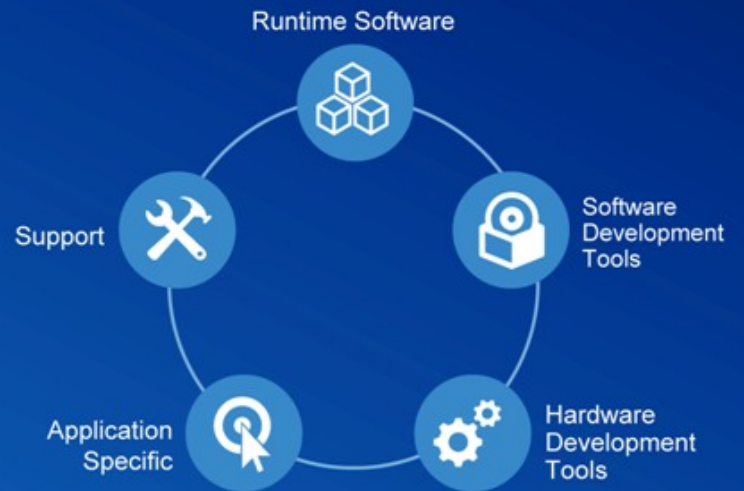 Runtime Software
Support
Software
Development
Tools
Application
Specific
Hardware
Development
Tools